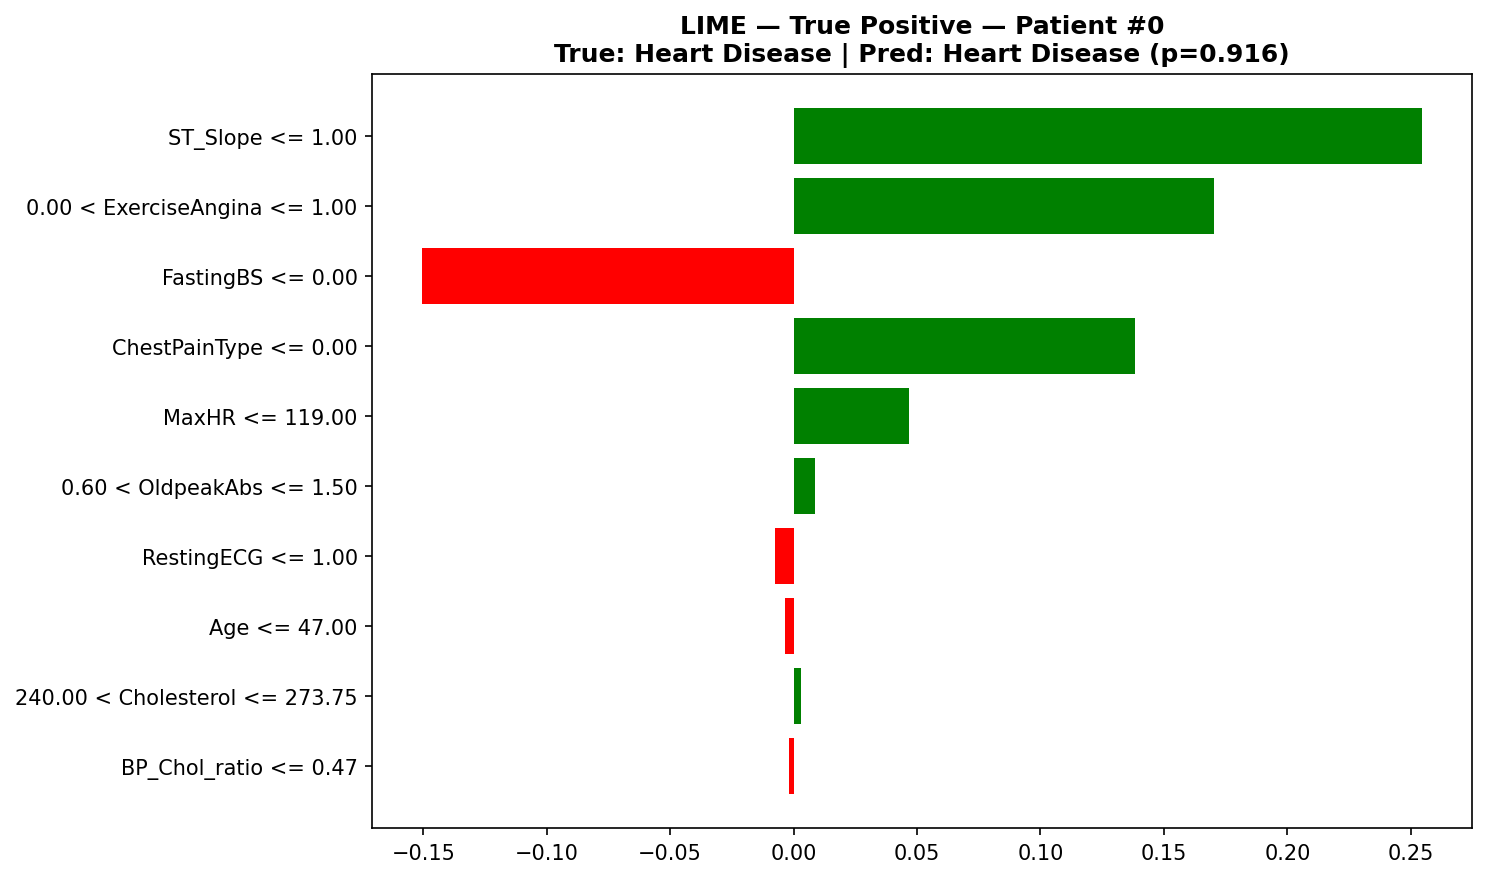 LIME — True Positive — Patient #0
True: Heart Disease | Pred: Heart Disease (p=0.916)
ST_Slope <= 1.00
0.00 < ExerciseAngina <= 1.00
FastingBS <= 0.00
ChestPainType <= 0.00
MaxHR <= 119.00
0.60 < OldpeakAbs <= 1.50
RestingECG <= 1.00
Age <= 47.00
240.00 < Cholesterol <= 273.75
BP_Chol_ratio <= 0.47
−0.15 −0.10 −0.05 0.00 0.05 0.10 0.15 0.20 0.25